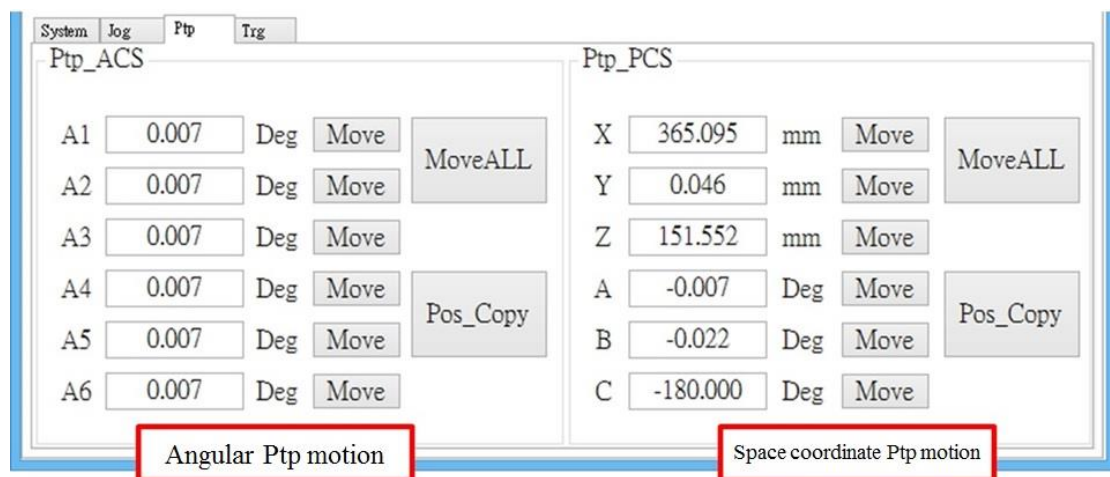 System Jog Ptp Trg
Ptp_ACS
A1 0.007 Deg Move
MoveALL
A2 0.007 Deg Move
A3 0.007 Deg Move
A4 0.007 Deg Move
Pos_Copy
A5 0.007 Deg Move
A6 0.007 Deg Move
Angular Ptp motion
Ptp_PCS
X 365.095 mm Move
MoveALL
Y 0.046 mm Move
Z 151.552 mm Move
A -0.007 Deg Move
Pos_Copy
B -0.022 Deg Move
C -180.000 Deg Move
Space coordinate Ptp motion